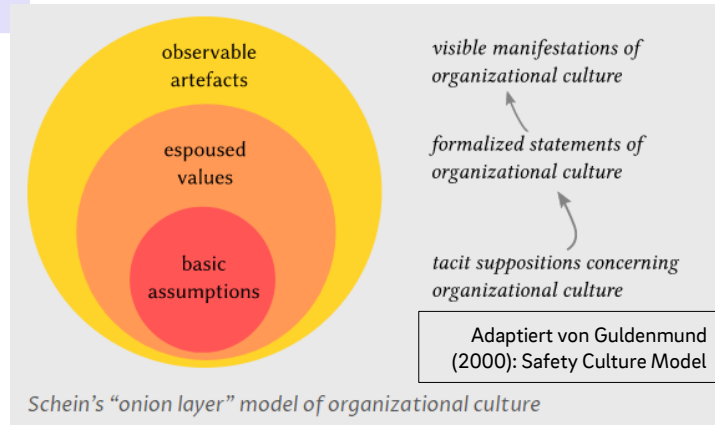 observable
artefacts
espoused
values
basic
assumptions
visible manifestations of
organizational culture
formalized statements of
organizational culture
tacit suppositions concerning
organizational culture
Adaptiert von Guldenmund
(2000): Safety Culture Model
Schein's “onion layer” model of organizational culture